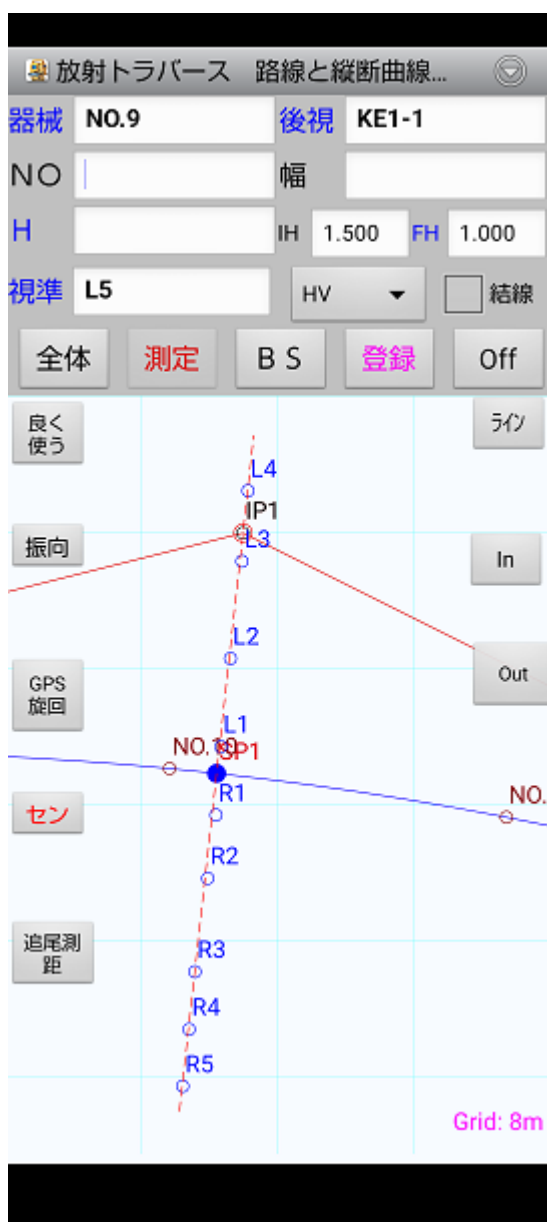 放射トラバース 路線と縦断曲線...
器械 NO.9 後視 KE1-1
NO 幅
H IH 1.500 FH 1.000
視準 L5 HV 結線
全体 測定 BS 登録 Off
良く
使う
ライン
L4
IP1
振向
L3
In
L2
GPS
旋回
Out
L1
NO.10
SP1
R1
NO.
セン
R2
追尾測
距
R3
R4
R5
Grid: 8m